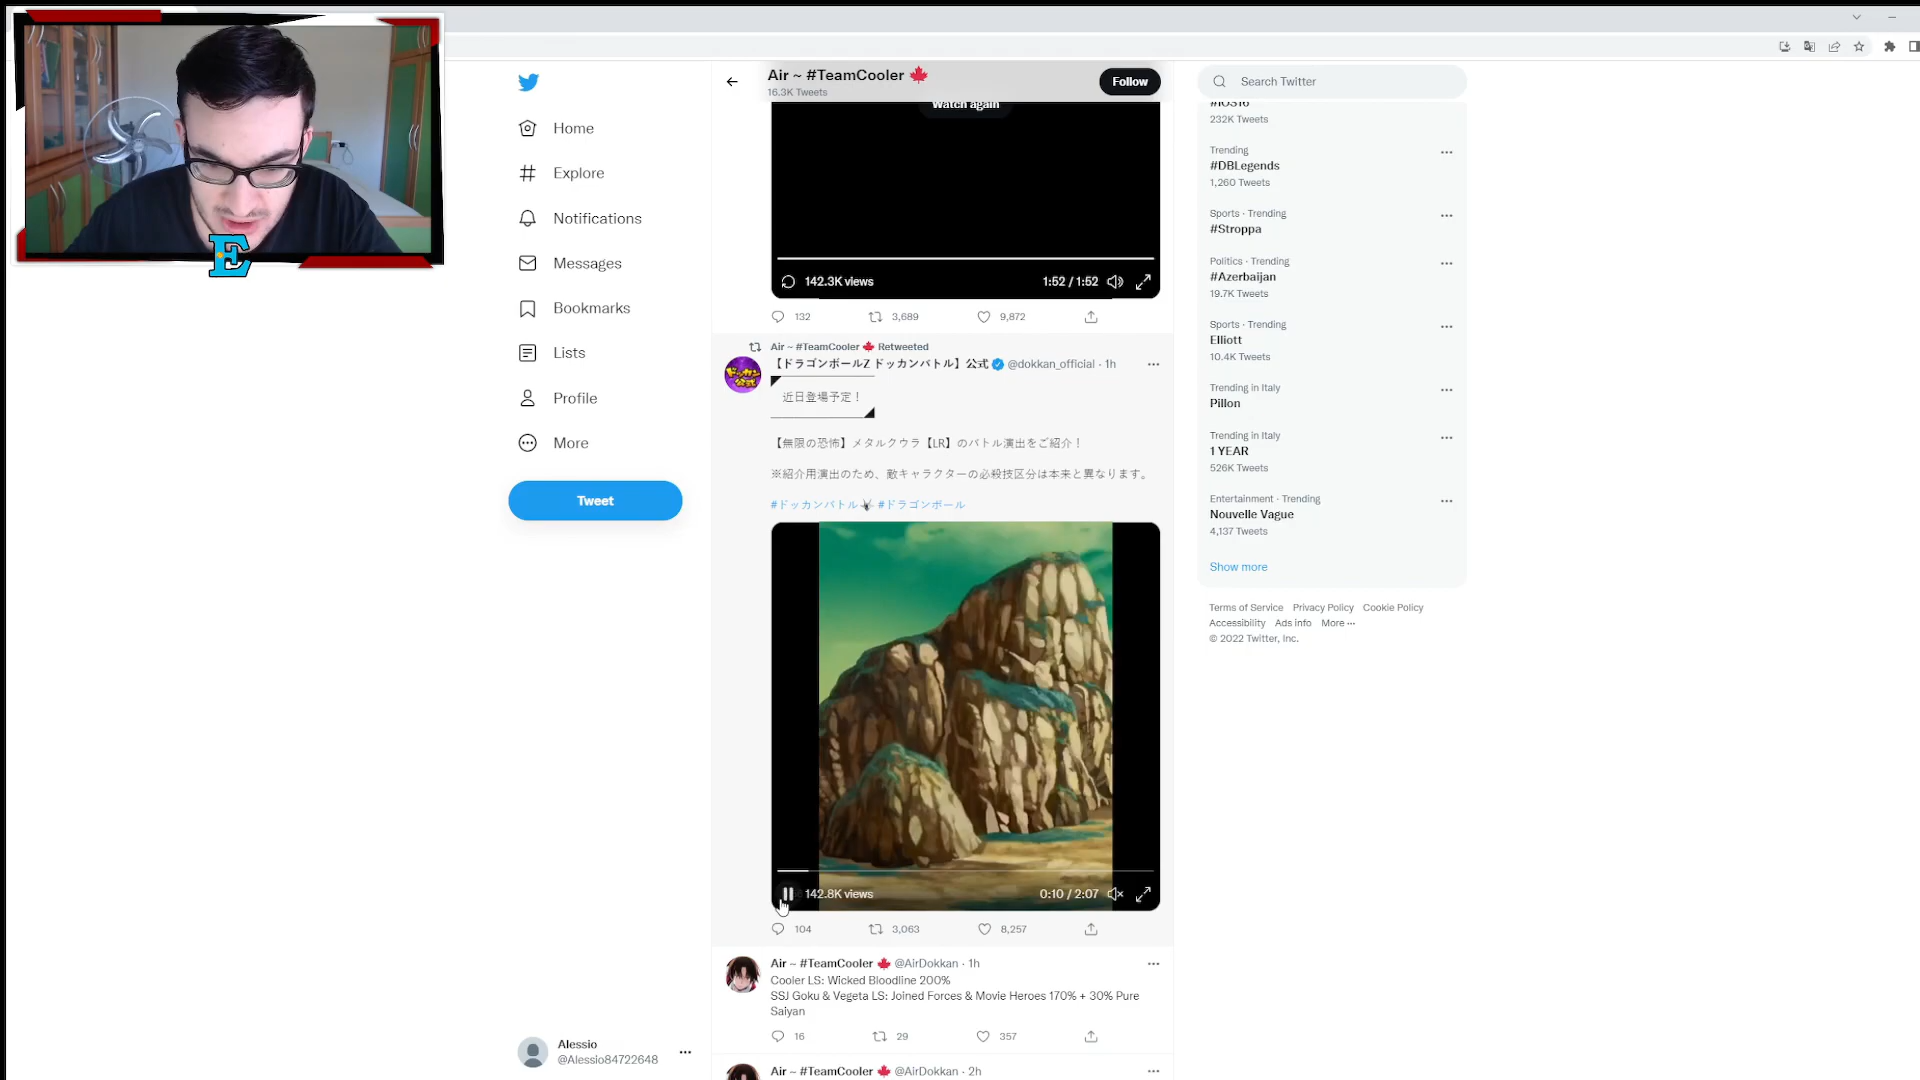 Home
Explore
Notifications
Messages
Bookmarks
Lists
Profile
More
Tweet
Alessio
@Alessio84722648
E
Air ~ #TeamCooler 🍁
16.3K Tweets
Follow
Watch again
142.3K views
1:52 / 1:52
132
3,689
9,872
Air ~ #TeamCooler 🍁 Retweeted
【ドラゴンボールZ ドッカンバトル】公式 @dokkan_official · 1h
近日登場予定！
【無限の恐怖】メタルクウラ【LR】のバトル演出をご紹介！
※紹介用演出のため、敵キャラクターの必殺技区分は本来と異なります。
#ドッカンバトル #ドラゴンボール
142.8K views
0:10 / 2:07
104
3,063
8,257
Air ~ #TeamCooler 🍁 @AirDokkan · 1h
Cooler LS: Wicked Bloodline 200%
SSJ Goku & Vegeta LS: Joined Forces & Movie Heroes 170% + 30% Pure
Saiyan
16
29
357
Air ~ #TeamCooler 🍁 @AirDokkan · 2h
Search Twitter
#iOS16
232K Tweets
Trending
#DBLegends
1,260 Tweets
Sports · Trending
#Stroppa
Politics · Trending
#Azerbaijan
19.7K Tweets
Sports · Trending
Elliott
10.4K Tweets
Trending in Italy
Pillon
Trending in Italy
1 YEAR
526K Tweets
Entertainment · Trending
Nouvelle Vague
4,137 Tweets
Show more
Terms of Service Privacy Policy Cookie Policy
Accessibility Ads info More ···
© 2022 Twitter, Inc.